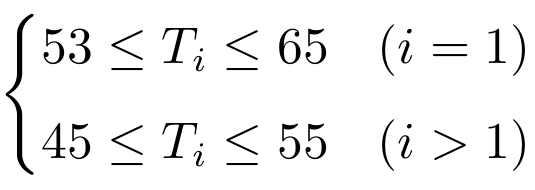 53 ≤ T_i ≤ 65 (i = 1)
45 ≤ T_i ≤ 55 (i > 1)